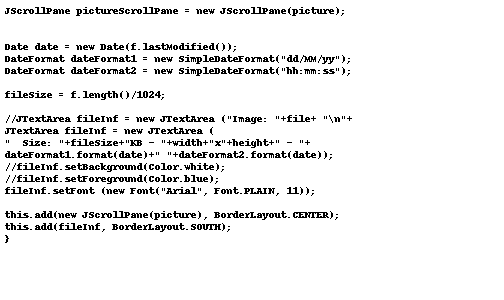 JScrollPane pictureScrollPane = new JScrollPane(picture);
Date date = new Date(f.lastModified());
DateFormat dateFormat1 = new SimpleDateFormat("dd/MM/yy");
DateFormat dateFormat2 = new SimpleDateFormat("hh:mm:ss");
fileSize = f.length()/1024;
//JTextArea fileInf = new JTextArea ("Image: "+file+ "\n"+
JTextArea fileInf = new JTextArea (
"  Size: "+fileSize+"KB - "+width+"x"+height+" - "+
dateFormat1.format(date)+" "+dateFormat2.format(date));
//fileInf.setBackground(Color.white);
//fileInf.setForeground(Color.blue);
fileInf.setFont (new Font("Arial", Font.PLAIN, 11));
this.add(new JScrollPane(picture), BorderLayout.CENTER);
this.add(fileInf, BorderLayout.SOUTH);
}